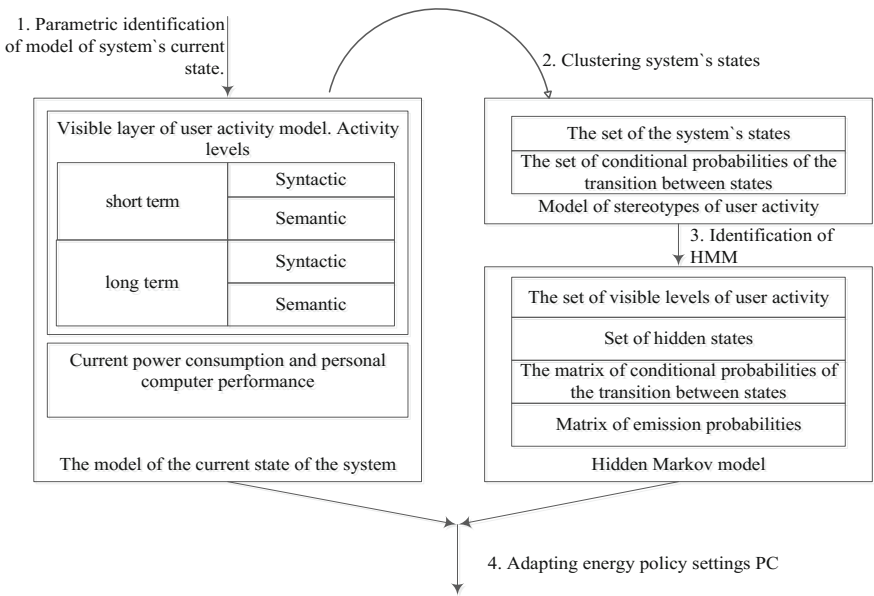 1. Parametric identification
of model of system`s current
state.
2. Clustering system`s states
Visible layer of user activity model. Activity
levels
short term
Syntactic
Semantic
long term
Syntactic
Semantic
Current power consumption and personal
computer performance
The model of the current state of the system
The set of the system`s states
The set of conditional probabilities of the
transition between states
Model of stereotypes of user activity
3. Identification of
HMM
The set of visible levels of user activity
Set of hidden states
The matrix of conditional probabilities of
the transition between states
Matrix of emission probabilities
Hidden Markov model
4. Adapting energy policy settings PC